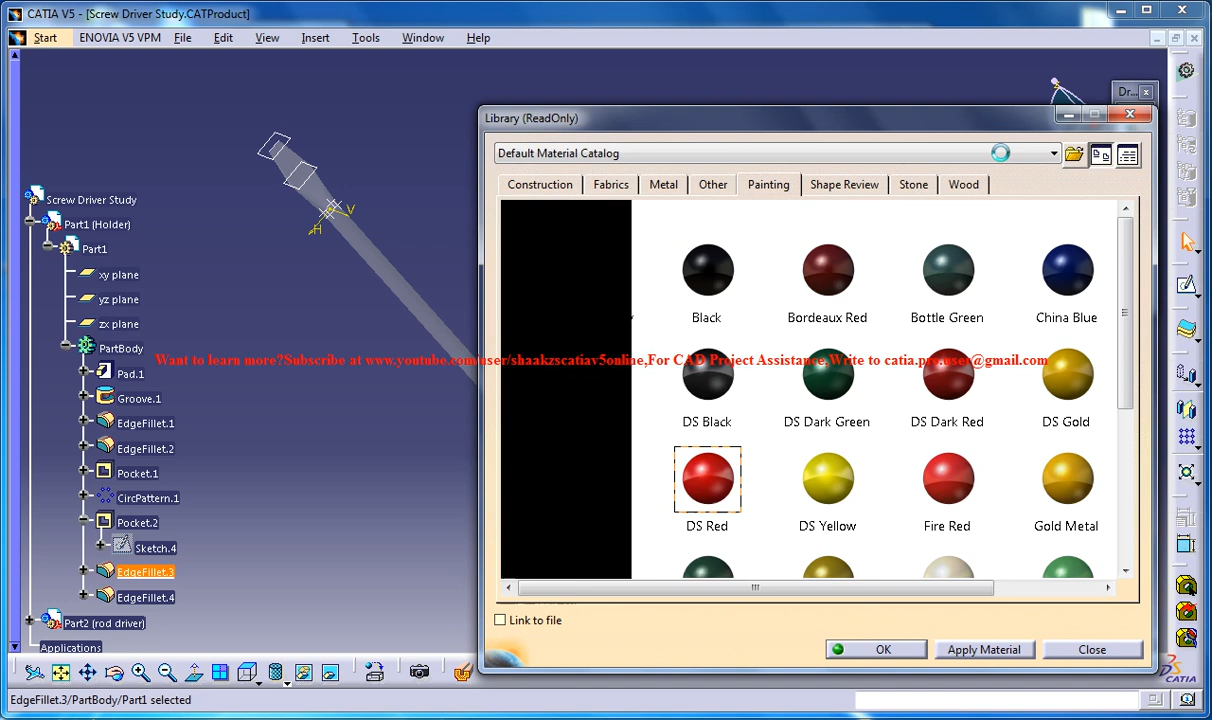 CATIA V5 - [Screw Driver Study.CATProduct]
Start ENOVIA V5 VPM File Edit View Insert Tools Window Help
Dr...
Library (ReadOnly)
Default Material Catalog
Construction Fabrics Metal Other Painting Shape Review Stone Wood
Screw Driver Study
Part1 (Holder)
Part1
xy plane
yz plane
zx plane
PartBody
Pad.1
Groove.1
EdgeFillet.1
EdgeFillet.2
Pocket.1
CircPattern.1
Pocket.2
Sketch.4
EdgeFillet.3
EdgeFillet.4
Part2 (rod driver)
Applications
V
H
Want to learn more?Subscribe at www.youtube.com/user/shaakzscatiav5online,For CAD Project Assistance,Write to catia.pro.user@gmail.com
Black Bordeaux Red Bottle Green China Blue
DS Black DS Dark Green DS Dark Red DS Gold
DS Red DS Yellow Fire Red Gold Metal
Link to file
OK Apply Material Close
CATIA
EdgeFillet.3/PartBody/Part1 selected